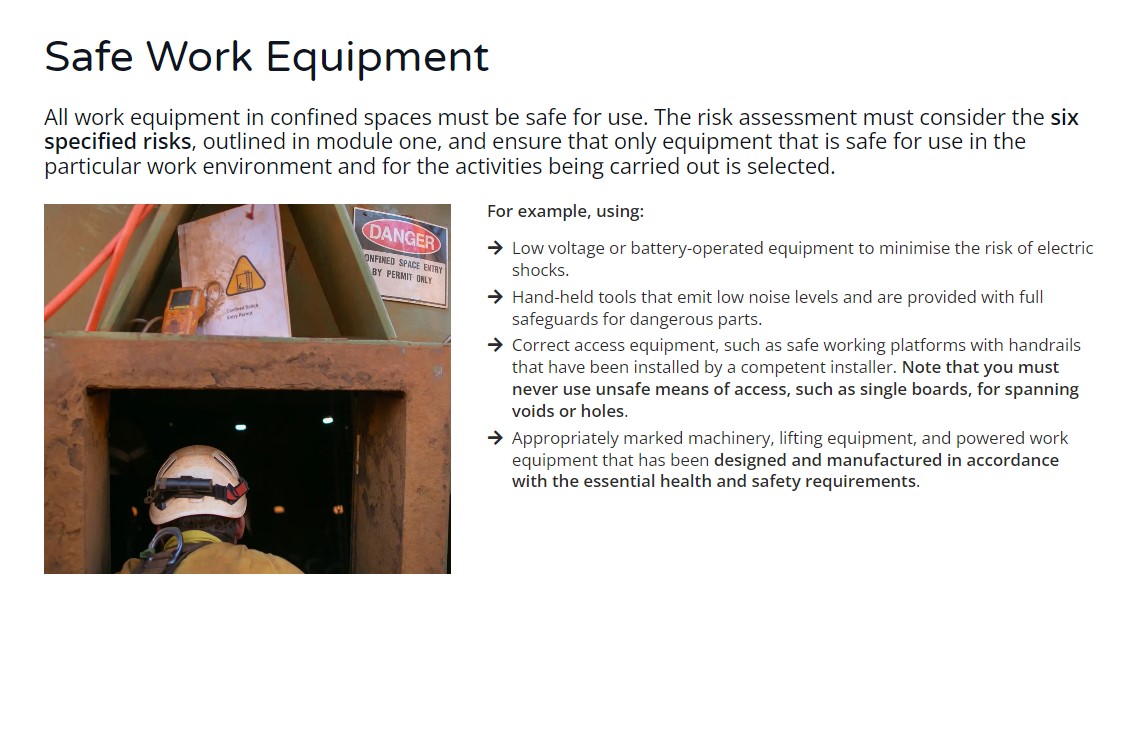 Safe Work Equipment
All work equipment in confined spaces must be safe for use. The risk assessment must consider the six
specified risks, outlined in module one, and ensure that only equipment that is safe for use in the
particular work environment and for the activities being carried out is selected.
DANGER
ONFINED SPACE ENTRY
BY PERMIT ONLY
Confined Space
Entry Permit
For example, using:
→ Low voltage or battery-operated equipment to minimise the risk of electric
shocks.
→ Hand-held tools that emit low noise levels and are provided with full
safeguards for dangerous parts.
→ Correct access equipment, such as safe working platforms with handrails
that have been installed by a competent installer. Note that you must
never use unsafe means of access, such as single boards, for spanning
voids or holes.
→ Appropriately marked machinery, lifting equipment, and powered work
equipment that has been designed and manufactured in accordance
with the essential health and safety requirements.